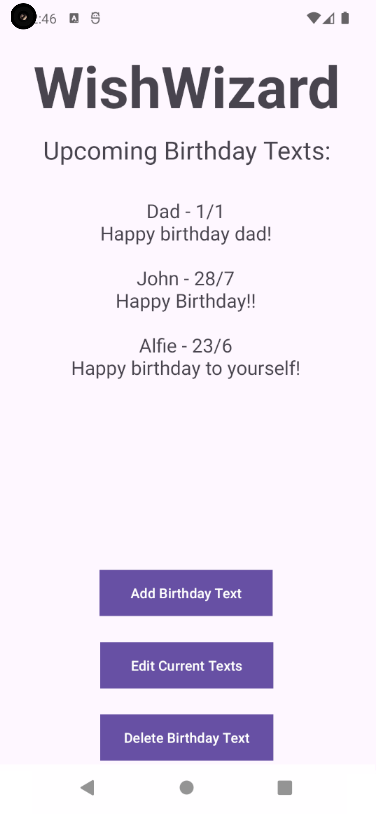 :46
WishWizard
Upcoming Birthday Texts:
Dad - 1/1
Happy birthday dad!
John - 28/7
Happy Birthday!!
Alfie - 23/6
Happy birthday to yourself!
Add Birthday Text
Edit Current Texts
Delete Birthday Text